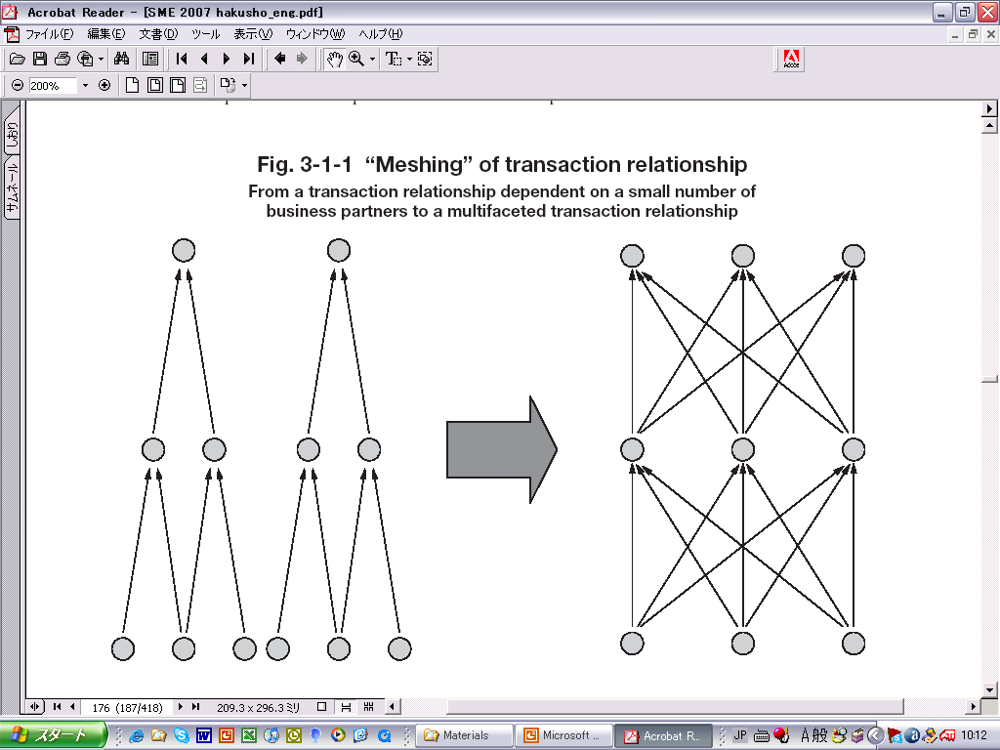 Acrobat Reader - [SME 2007 hakusho_eng.pdf]
ファイル(F) 編集(E) 文書(D) ツール 表示(V) ウィンドウ(W) ヘルプ(H)
Adobe
200%
しおり
サムネール
Fig. 3-1-1 “Meshing” of transaction relationship
From a transaction relationship dependent on a small number of
business partners to a multifaceted transaction relationship
176 (187/418) 209.3 x 296.3 ミリ
スタート Materials Microsoft ... Acrobat R... JP A 般 10:12